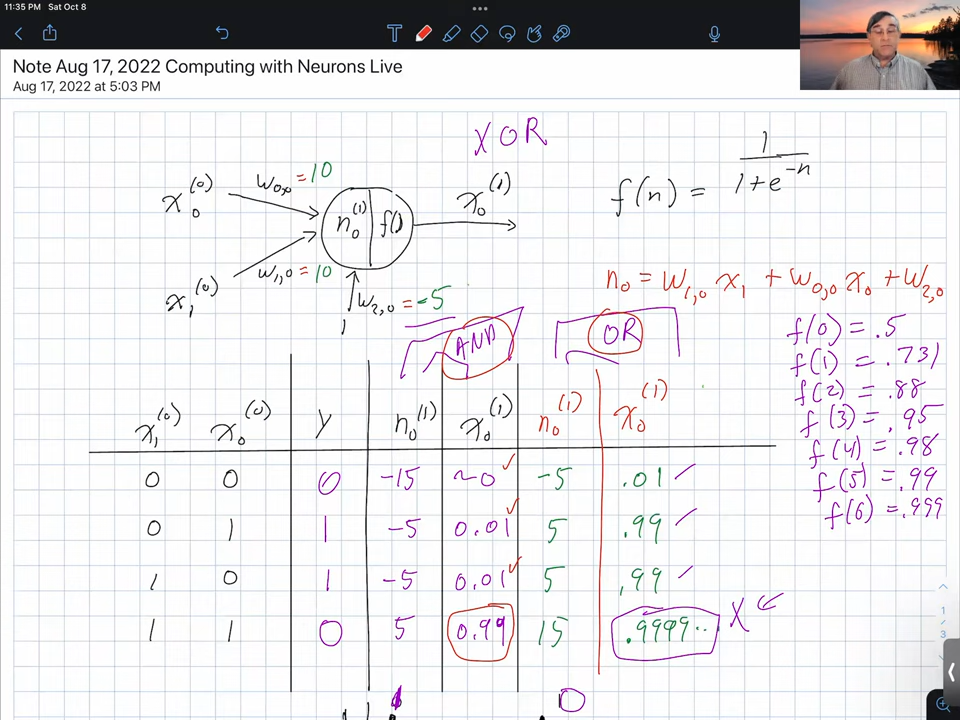 11:35 PM Sat Oct 8
Note Aug 17, 2022 Computing with Neurons Live
Aug 17, 2022 at 5:03 PM
XOR
f(n) = 1/(1+e^-n)
x₀^(0) w₀,₀ = 10
n₀^(1) f() x₀^(1)
x₁^(0) w₁,₀ = 10
1 w₂,₀ = -5
n₀ = w₁,₀ x₁ + w₀,₀ x₀ + w₂,₀
AND OR
f(0) = .5
f(1) = .731
f(2) = .88
f(3) = .95
f(4) = .98
f(5) = .99
f(6) = .999
x₁^(0) x₀^(0) y n₀^(1) x₀^(1) n₀^(1) x₀^(1)
0 0 0 -15 ~0 ✓ -5 .01 ✓
0 1 1 -5 0.01 ✓ 5 .99 ✓
1 0 1 -5 0.01 ✓ 5 .99 ✓
1 1 0 5 0.99 15 .9999.. X ←
0
1
3